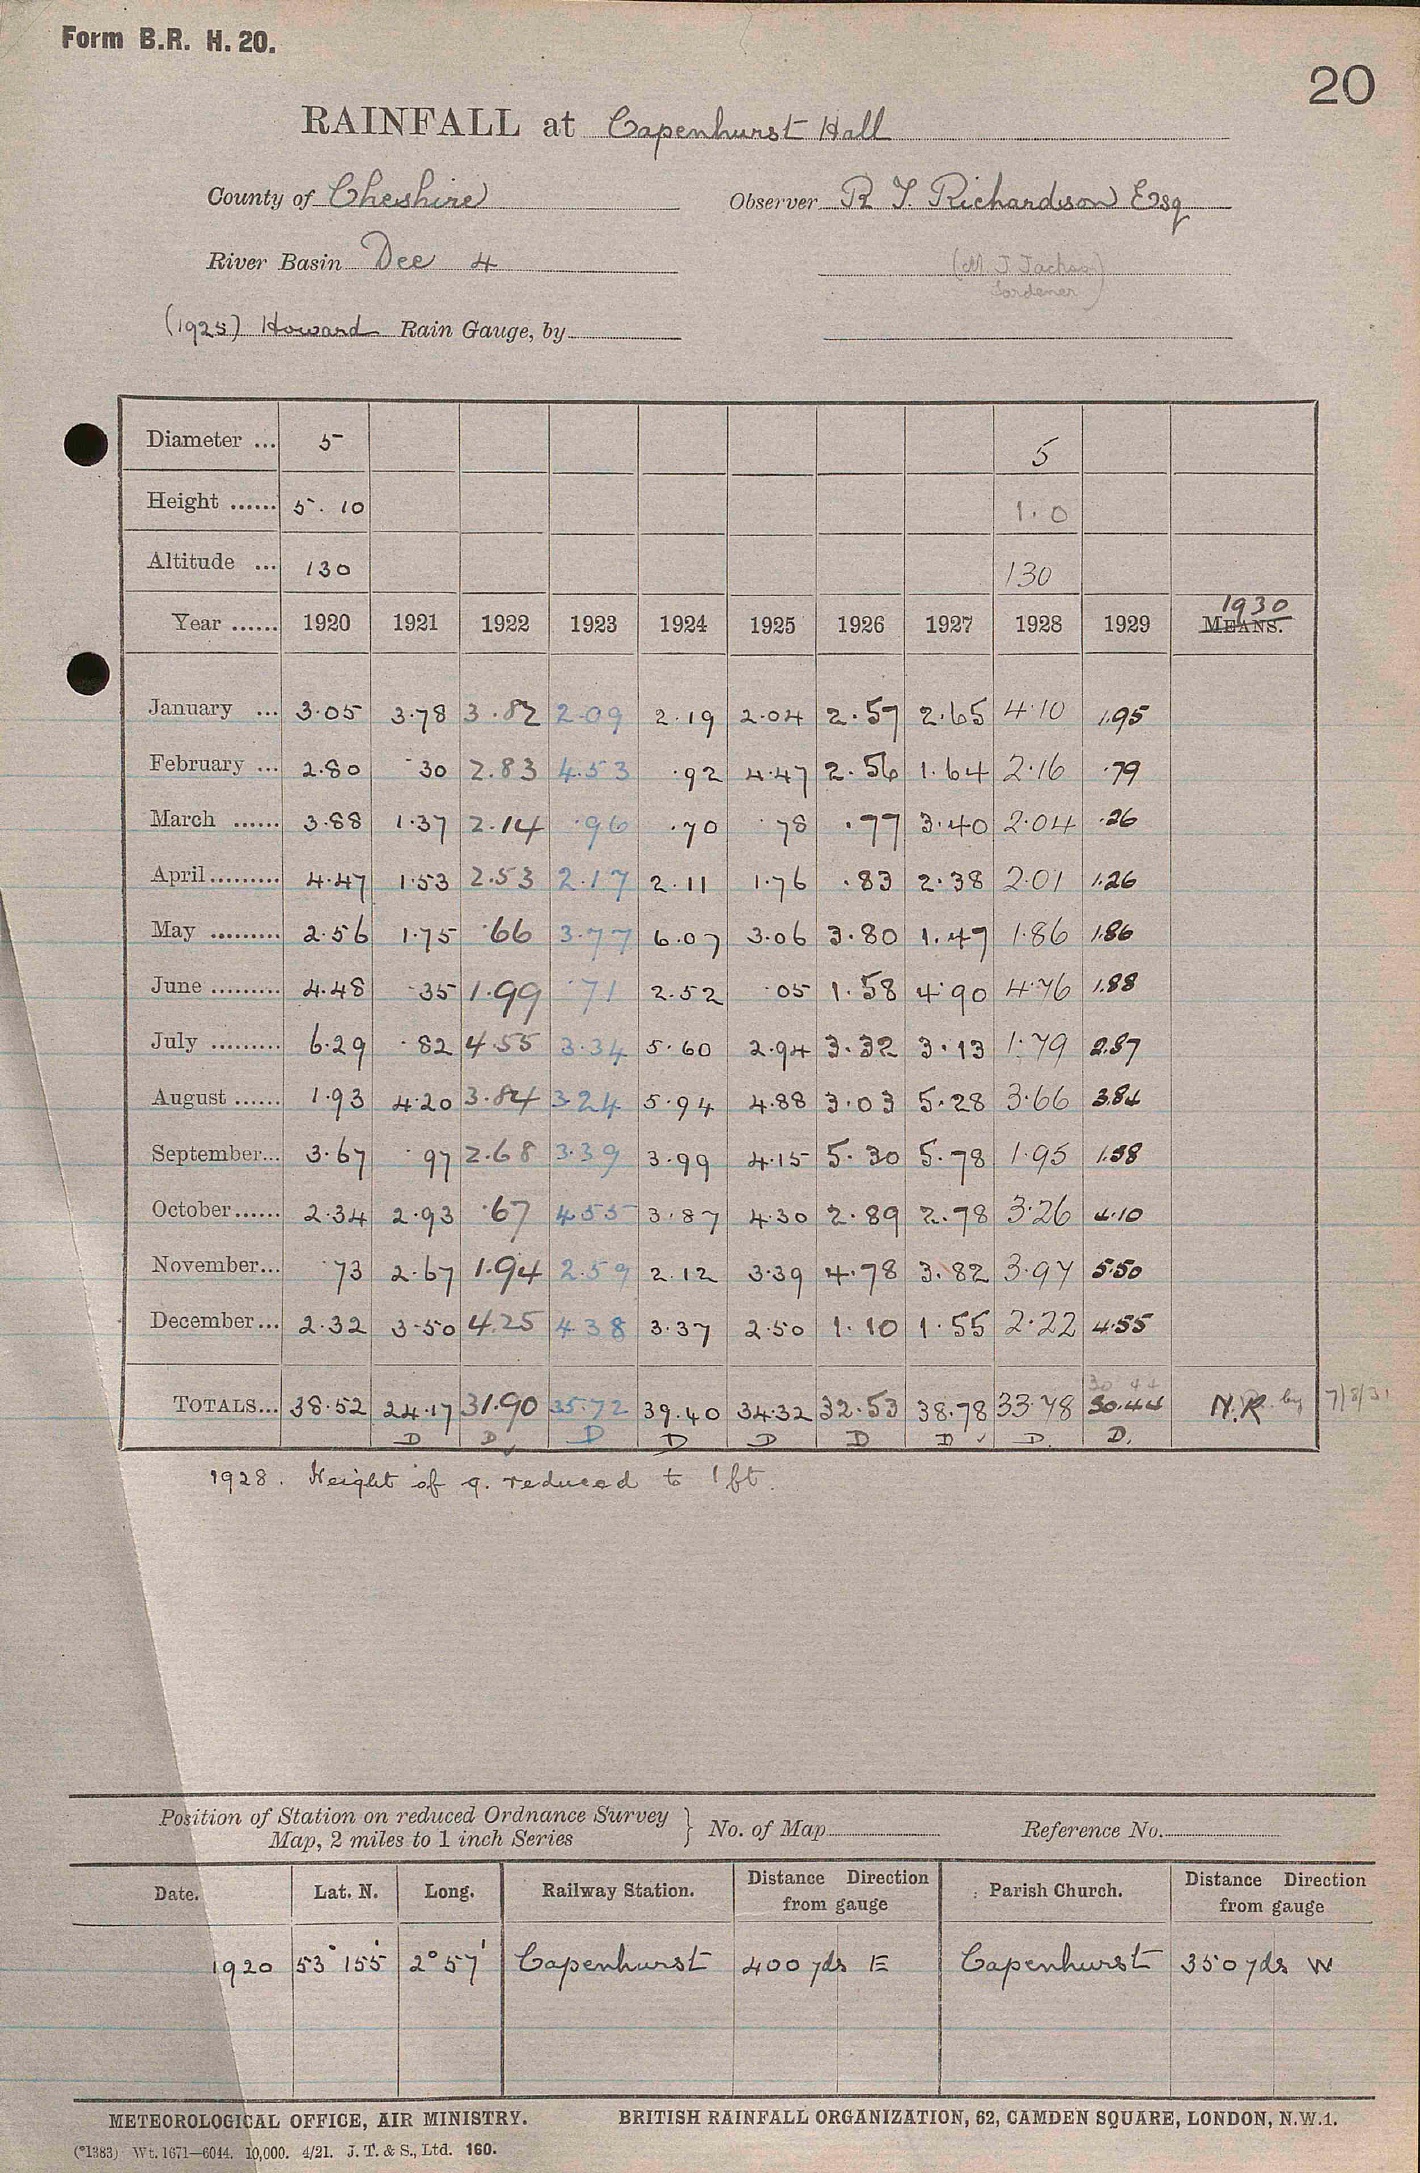 Form B.R. H. 20.
20
RAINFALL at Capenhurst Hall
County of Cheshire Observer R T. Richardson Esq
River Basin Dee 4 (M. J Jackson)
Gardener
(1925) Howard Rain Gauge, by
Diameter ... 5 5
Height ...... 5. 10 1. 0
Altitude ... 130 130
1930
Year ...... 1920 1921 1922 1923 1924 1925 1926 1927 1928 1929 MEANS.
January ... 3.05 3.78 3.82 2.09 2.19 2.04 2.57 2.65 4.10 1.95
February ... 2.80 .30 2.83 4.53 .92 4.47 2.56 1.64 2.16 .79
March ...... 3.88 1.37 2.14 .96 .70 .78 .77 3.40 2.04 .26
April ......... 4.47 1.53 2.53 2.17 2.11 1.76 .83 2.38 2.01 1.26
May ......... 2.56 1.75 .66 3.77 6.07 3.06 3.80 1.47 1.86 1.86
June ......... 4.48 .35 1.99 .71 2.52 .05 1.58 4.90 4.76 1.88
July ......... 6.29 .82 4.55 3.34 5.60 2.94 3.32 3.13 1.79 2.87
August ...... 1.93 4.20 3.84 3.24 5.94 4.88 3.03 5.28 3.66 3.84
September... 3.67 .97 2.68 3.39 3.99 4.15 5.30 5.78 1.95 1.58
October...... 2.34 2.93 .67 4.55 3.87 4.30 2.89 2.78 3.26 4.10
November... .73 2.67 1.94 2.59 2.12 3.39 4.78 3.82 3.97 5.50
December... 2.32 3.50 4.25 4.38 3.37 2.50 1.10 1.55 2.22 4.55
30 44
TOTALS... 38.52 24.17 31.90 35.72 39.40 34.32 32.53 38.78 33.78 30.44 N.R. by 7/8/31
D D D D D D D D. D.
1928. Height of g. reduced to 1 ft.
Position of Station on reduced Ordnance Survey
Map, 2 miles to 1 inch Series } No. of Map Reference No.
Date. Lat. N. Long. Railway Station. Distance Direction from gauge Parish Church. Distance Direction from gauge
1920 53° 155' 2° 57' Capenhurst 400 yds E Capenhurst 350 yds W
METEOROLOGICAL OFFICE, AIR MINISTRY. BRITISH RAINFALL ORGANIZATION, 62, CAMDEN SQUARE, LONDON, N.W.1.
(*1383) Wt. 1671—6044. 10,000. 4/21. J. T. & S., Ltd. 160.